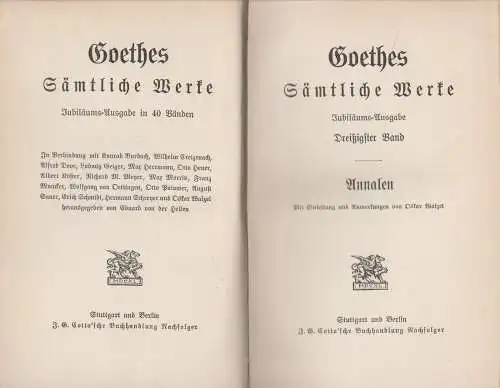 Goethes
Sämtliche Werke
Jubiläums-Ausgabe in 40 Bänden
In Verbindung mit Konrad Burdach, Wilhelm Creizenach,
Alfred Dove, Ludwig Geiger, Max Herrmann, Otto Heuer,
Albert Köster, Richard M. Meyer, Max Morris, Franz
Muncker, Wolfgang von Oettingen, Otto Pniower, August
Sauer, Erich Schmidt, Hermann Schreyer und Oskar Walzel
herausgegeben von Eduard von der Hellen
Stuttgart und Berlin
J. G. Cotta'sche Buchhandlung Nachfolger
Goethes
Sämtliche Werke
Jubiläums-Ausgabe
Dreißigster Band
Annalen
Mit Einleitung und Anmerkungen von Oskar Walzel
Stuttgart und Berlin
J. G. Cotta'sche Buchhandlung Nachfolger